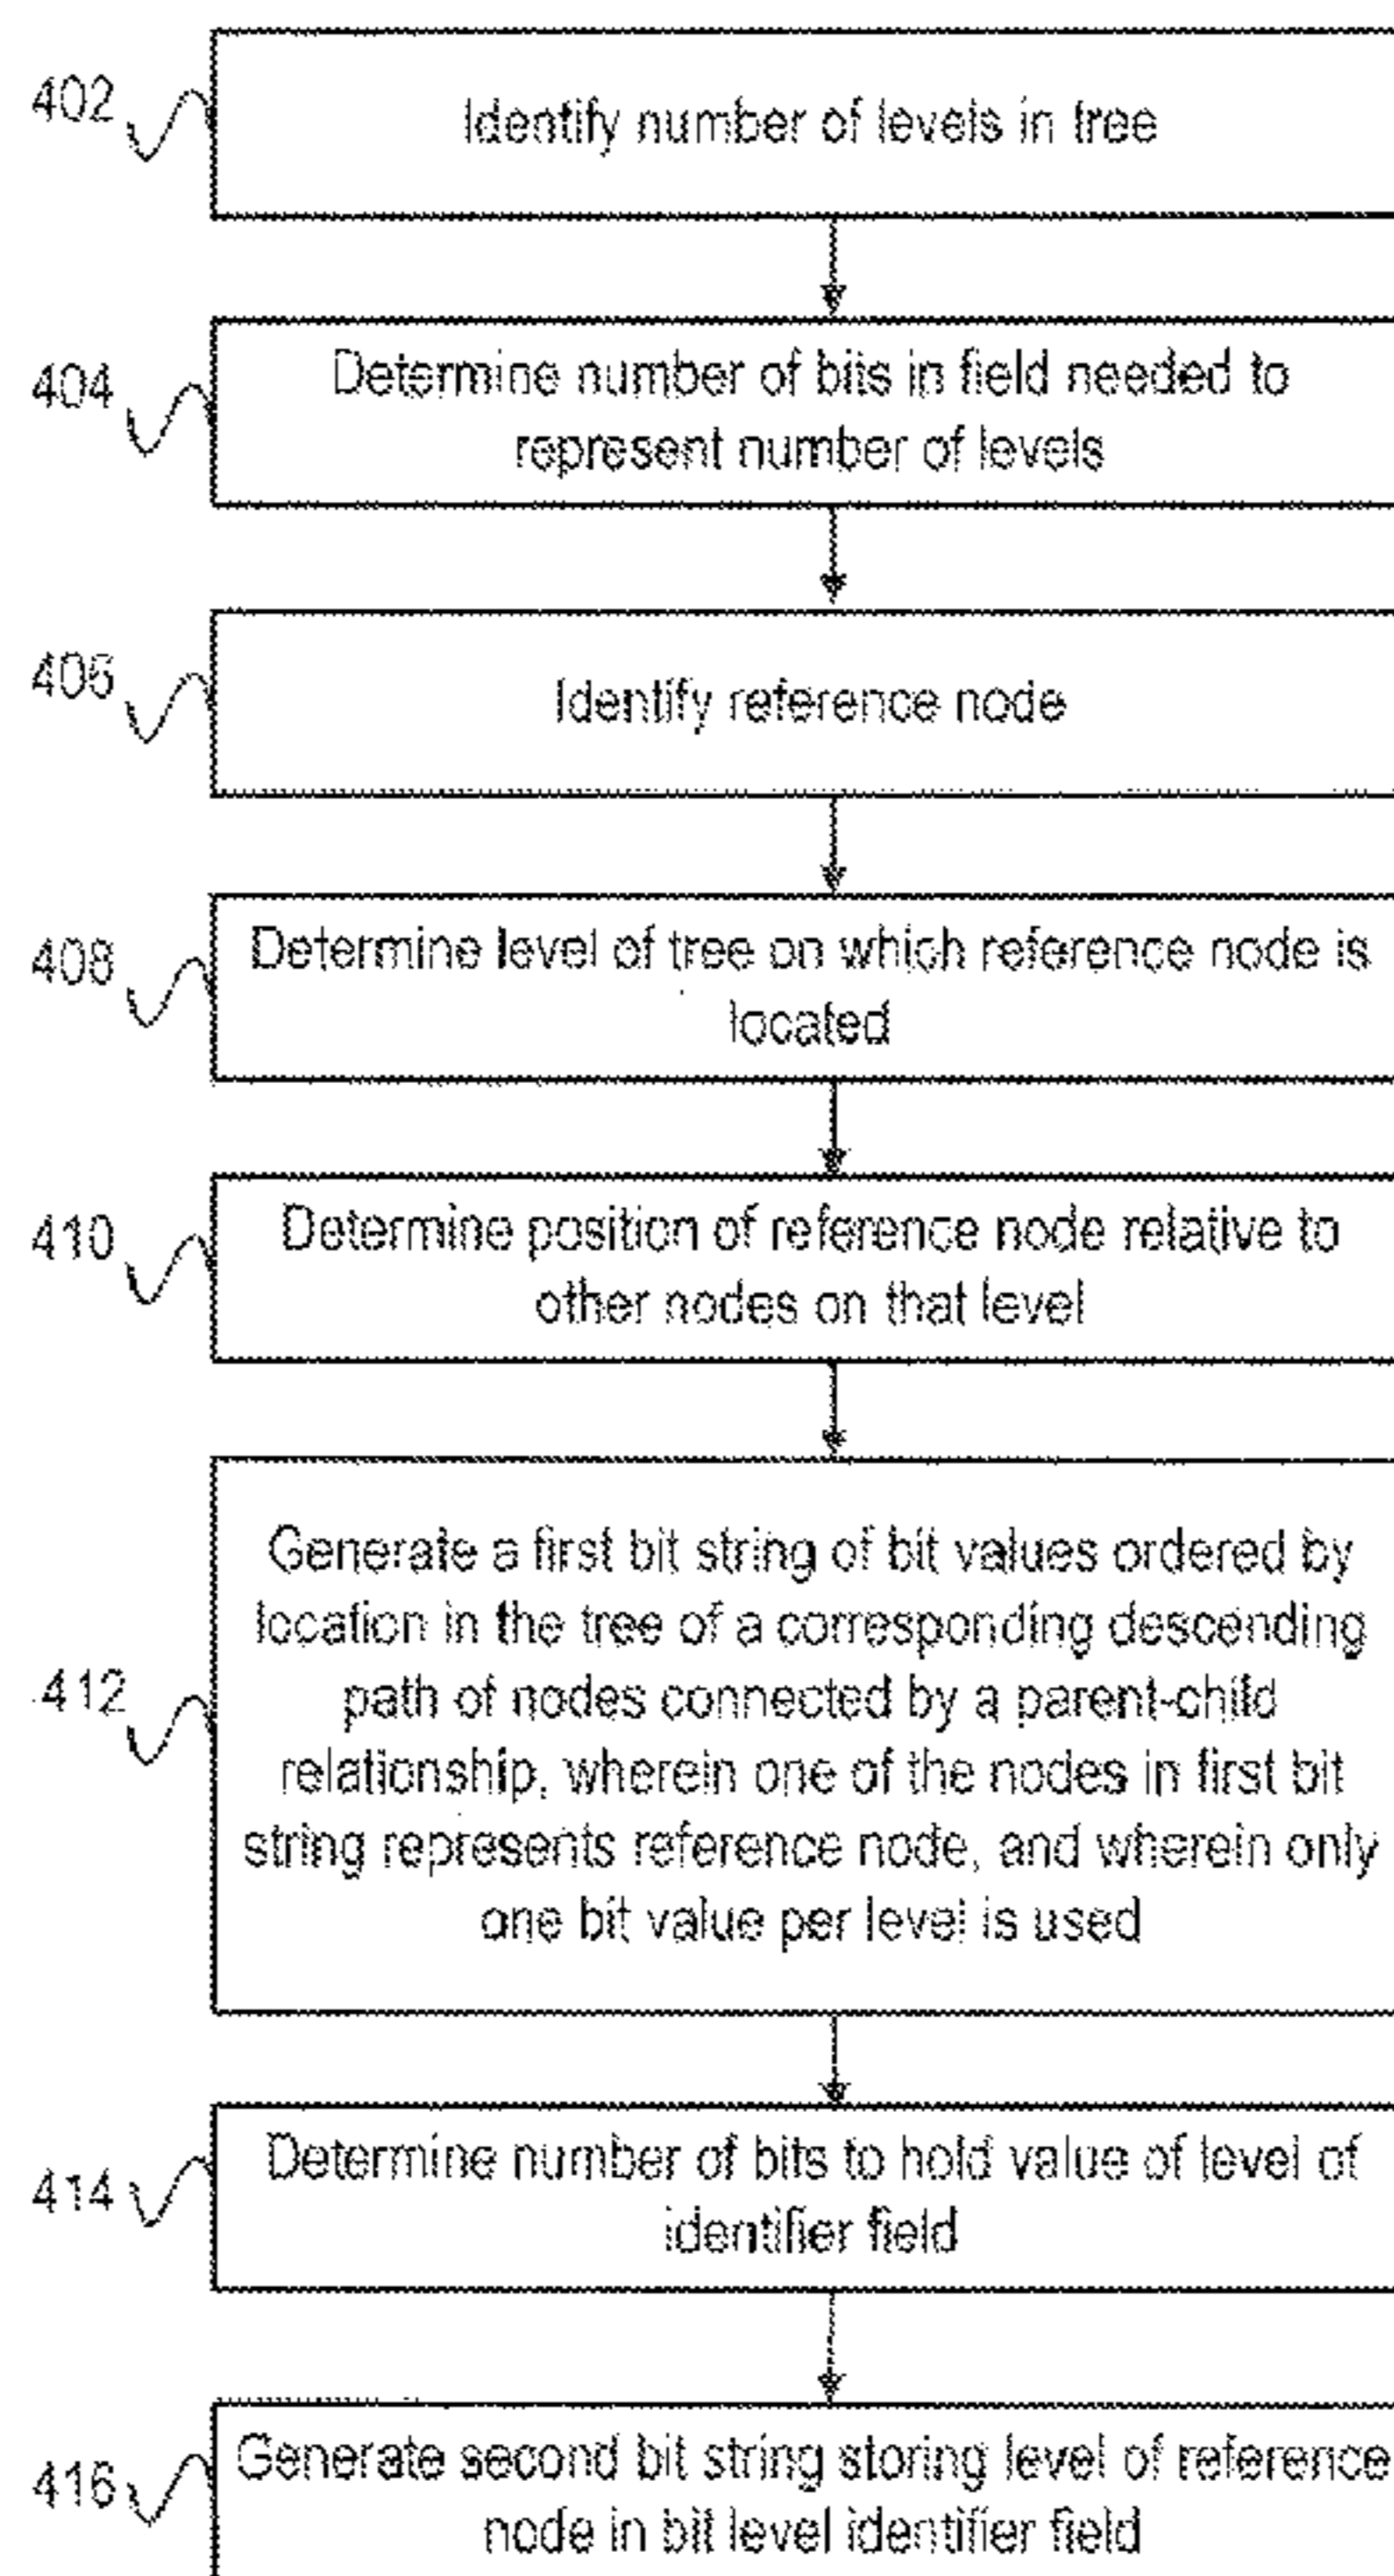 402
Identify number of levels in tree
404
Determine number of bits in field needed to
represent number of levels
406
Identify reference node
408
Determine level of tree on which reference node is
located
410
Determine position of reference node relative to
other nodes on that level
412
Generate a first bit string of bit values ordered by
location in the tree of a corresponding descending
path of nodes connected by a parent-child
relationship, wherein one of the nodes in first bit
string represents reference node, and wherein only
one bit value per level is used
414
Determine number of bits to hold value of level of
identifier field
416
Generate second bit string storing level of reference
node in bit level identifier field